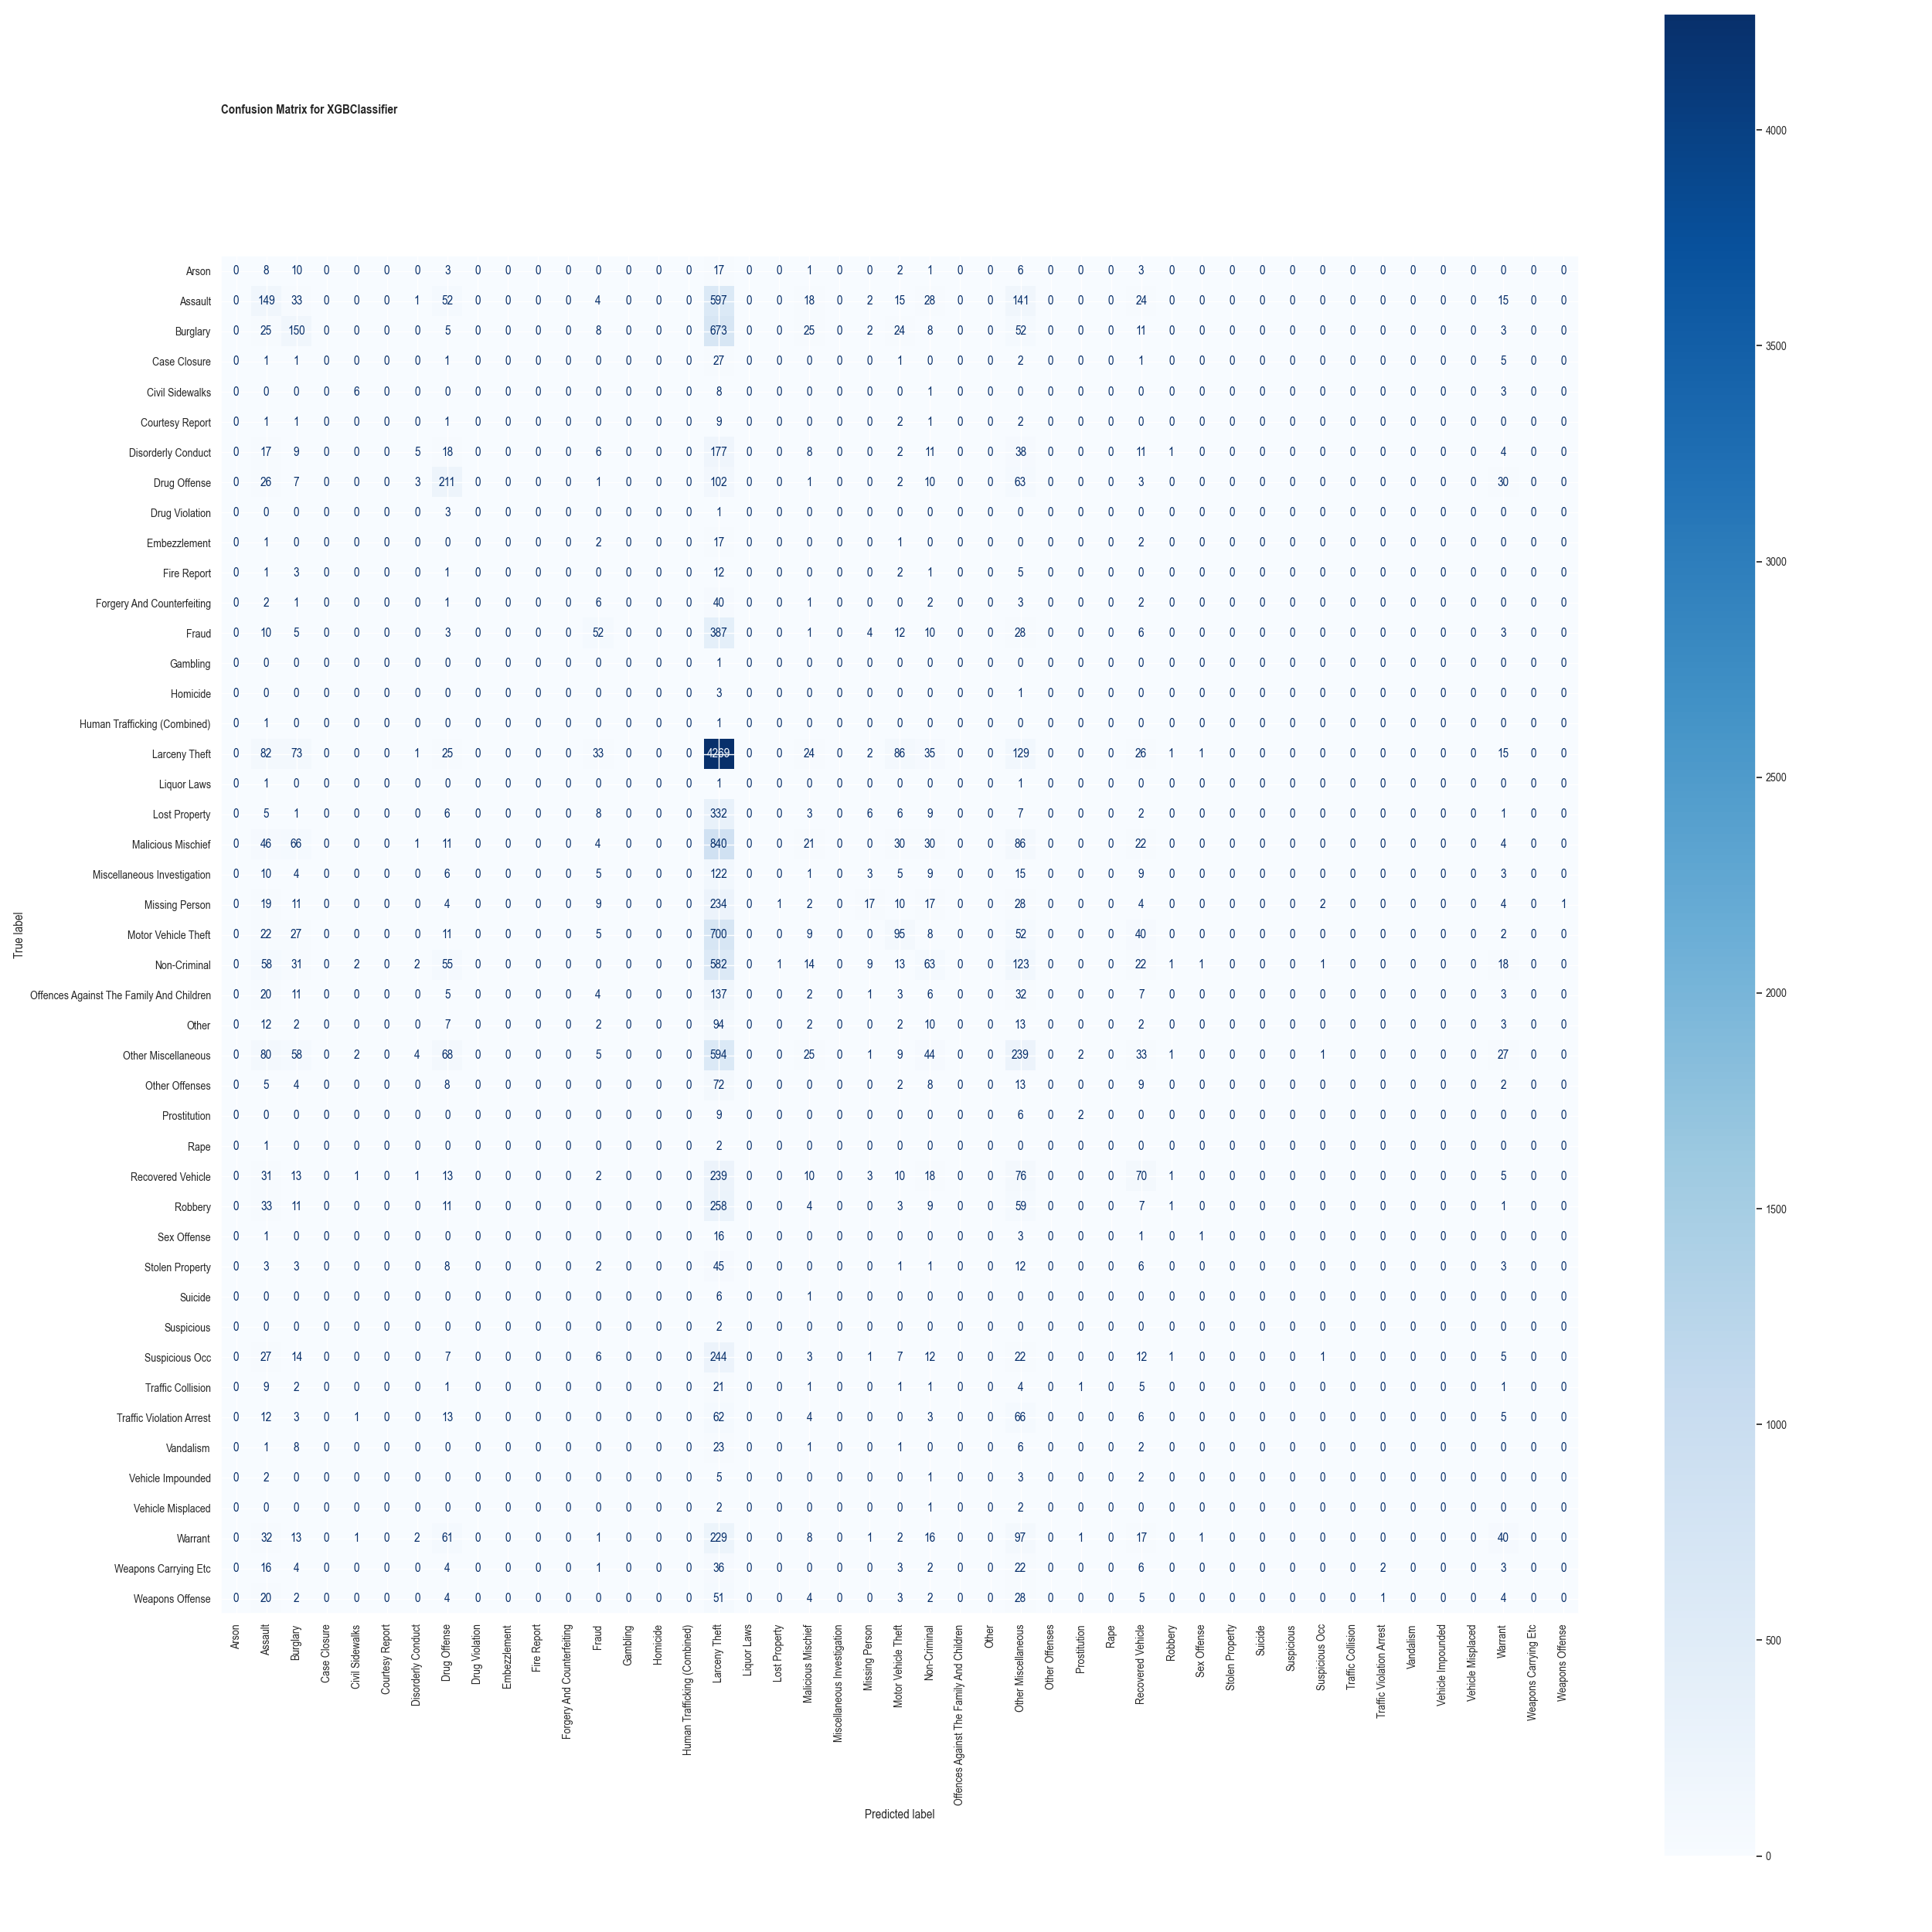 Confusion Matrix for XGBClassifier
4000
3500
3000
2500
2000
1500
1000
500
0
True label
Arson 0 8 10 0 0 0 0 3 0 0 0 0 0 0 0 0 17 0 0 1 0 0 2 1 0 0 6 0 0 0 3 0 0 0 0 0 0 0 0 0 0 0 0 0 0
Assault 0 149 33 0 0 0 1 52 0 0 0 0 4 0 0 0 597 0 0 18 0 2 15 28 0 0 141 0 0 0 24 0 0 0 0 0 0 0 0 0 0 0 15 0 0
Burglary 0 25 150 0 0 0 0 5 0 0 0 0 8 0 0 0 673 0 0 25 0 2 24 8 0 0 52 0 0 0 11 0 0 0 0 0 0 0 0 0 0 0 3 0 0
Case Closure 0 1 1 0 0 0 0 1 0 0 0 0 0 0 0 0 27 0 0 0 0 0 1 0 0 0 2 0 0 0 1 0 0 0 0 0 0 0 0 0 0 0 5 0 0
Civil Sidewalks 0 0 0 0 6 0 0 0 0 0 0 0 0 0 0 0 8 0 0 0 0 0 0 1 0 0 0 0 0 0 0 0 0 0 0 0 0 0 0 0 0 0 3 0 0
Courtesy Report 0 1 1 0 0 0 0 1 0 0 0 0 0 0 0 0 9 0 0 0 0 0 2 1 0 0 2 0 0 0 0 0 0 0 0 0 0 0 0 0 0 0 0 0 0
Disorderly Conduct 0 17 9 0 0 0 5 18 0 0 0 0 6 0 0 0 177 0 0 8 0 0 2 11 0 0 38 0 0 0 11 1 0 0 0 0 0 0 0 0 0 0 4 0 0
Drug Offense 0 26 7 0 0 0 3 211 0 0 0 0 1 0 0 0 102 0 0 1 0 0 2 10 0 0 63 0 0 0 3 0 0 0 0 0 0 0 0 0 0 0 30 0 0
Drug Violation 0 0 0 0 0 0 0 3 0 0 0 0 0 0 0 0 1 0 0 0 0 0 0 0 0 0 0 0 0 0 0 0 0 0 0 0 0 0 0 0 0 0 0 0 0
Embezzlement 0 1 0 0 0 0 0 0 0 0 0 0 2 0 0 0 17 0 0 0 0 0 1 0 0 0 0 0 0 0 2 0 0 0 0 0 0 0 0 0 0 0 0 0 0
Fire Report 0 1 3 0 0 0 0 1 0 0 0 0 0 0 0 0 12 0 0 0 0 0 2 1 0 0 5 0 0 0 0 0 0 0 0 0 0 0 0 0 0 0 0 0 0
Forgery And Counterfeiting 0 2 1 0 0 0 0 1 0 0 0 0 6 0 0 0 40 0 0 1 0 0 0 2 0 0 3 0 0 0 2 0 0 0 0 0 0 0 0 0 0 0 0 0 0
Fraud 0 10 5 0 0 0 0 3 0 0 0 0 52 0 0 0 387 0 0 1 0 4 12 10 0 0 28 0 0 0 6 0 0 0 0 0 0 0 0 0 0 0 3 0 0
Gambling 0 0 0 0 0 0 0 0 0 0 0 0 0 0 0 0 1 0 0 0 0 0 0 0 0 0 0 0 0 0 0 0 0 0 0 0 0 0 0 0 0 0 0 0 0
Homicide 0 0 0 0 0 0 0 0 0 0 0 0 0 0 0 0 3 0 0 0 0 0 0 0 0 0 1 0 0 0 0 0 0 0 0 0 0 0 0 0 0 0 0 0 0
Human Trafficking (Combined) 0 1 0 0 0 0 0 0 0 0 0 0 0 0 0 0 1 0 0 0 0 0 0 0 0 0 0 0 0 0 0 0 0 0 0 0 0 0 0 0 0 0 0 0 0
Larceny Theft 0 82 73 0 0 0 1 25 0 0 0 0 33 0 0 0 4269 0 0 24 0 2 86 35 0 0 129 0 0 0 26 1 1 0 0 0 0 0 0 0 0 0 15 0 0
Liquor Laws 0 1 0 0 0 0 0 0 0 0 0 0 0 0 0 0 1 0 0 0 0 0 0 0 0 0 1 0 0 0 0 0 0 0 0 0 0 0 0 0 0 0 0 0 0
Lost Property 0 5 1 0 0 0 0 6 0 0 0 0 8 0 0 0 332 0 0 3 0 6 6 9 0 0 7 0 0 0 2 0 0 0 0 0 0 0 0 0 0 0 1 0 0
Malicious Mischief 0 46 66 0 0 0 1 11 0 0 0 0 4 0 0 0 840 0 0 21 0 0 30 30 0 0 86 0 0 0 22 0 0 0 0 0 0 0 0 0 0 0 4 0 0
Miscellaneous Investigation 0 10 4 0 0 0 0 6 0 0 0 0 5 0 0 0 122 0 0 1 0 3 5 9 0 0 15 0 0 0 9 0 0 0 0 0 0 0 0 0 0 0 3 0 0
Missing Person 0 19 11 0 0 0 0 4 0 0 0 0 9 0 0 0 234 0 1 2 0 17 10 17 0 0 28 0 0 0 4 0 0 0 0 0 2 0 0 0 0 0 4 0 1
Motor Vehicle Theft 0 22 27 0 0 0 0 11 0 0 0 0 5 0 0 0 700 0 0 9 0 0 95 8 0 0 52 0 0 0 40 0 0 0 0 0 0 0 0 0 0 0 2 0 0
Non-Criminal 0 58 31 0 2 0 2 55 0 0 0 0 0 0 0 0 582 0 1 14 0 9 13 63 0 0 123 0 0 0 22 1 1 0 0 0 1 0 0 0 0 0 18 0 0
Offences Against The Family And Children 0 20 11 0 0 0 0 5 0 0 0 0 4 0 0 0 137 0 0 2 0 1 3 6 0 0 32 0 0 0 7 0 0 0 0 0 0 0 0 0 0 0 3 0 0
Other 0 12 2 0 0 0 0 7 0 0 0 0 2 0 0 0 94 0 0 2 0 0 2 10 0 0 13 0 0 0 2 0 0 0 0 0 0 0 0 0 0 0 3 0 0
Other Miscellaneous 0 80 58 0 2 0 4 68 0 0 0 0 5 0 0 0 594 0 0 25 0 1 9 44 0 0 239 0 2 0 33 1 0 0 0 0 1 0 0 0 0 0 27 0 0
Other Offenses 0 5 4 0 0 0 0 8 0 0 0 0 0 0 0 0 72 0 0 0 0 0 2 8 0 0 13 0 0 0 9 0 0 0 0 0 0 0 0 0 0 0 2 0 0
Prostitution 0 0 0 0 0 0 0 0 0 0 0 0 0 0 0 0 9 0 0 0 0 0 0 0 0 0 6 0 2 0 0 0 0 0 0 0 0 0 0 0 0 0 0 0 0
Rape 0 1 0 0 0 0 0 0 0 0 0 0 0 0 0 0 2 0 0 0 0 0 0 0 0 0 0 0 0 0 0 0 0 0 0 0 0 0 0 0 0 0 0 0 0
Recovered Vehicle 0 31 13 0 1 0 1 13 0 0 0 0 2 0 0 0 239 0 0 10 0 3 10 18 0 0 76 0 0 0 70 1 0 0 0 0 0 0 0 0 0 0 5 0 0
Robbery 0 33 11 0 0 0 0 11 0 0 0 0 0 0 0 0 258 0 0 4 0 0 3 9 0 0 59 0 0 0 7 1 0 0 0 0 0 0 0 0 0 0 1 0 0
Sex Offense 0 1 0 0 0 0 0 0 0 0 0 0 0 0 0 0 16 0 0 0 0 0 0 0 0 0 3 0 0 0 1 0 1 0 0 0 0 0 0 0 0 0 0 0 0
Stolen Property 0 3 3 0 0 0 0 8 0 0 0 0 2 0 0 0 45 0 0 0 0 0 1 1 0 0 12 0 0 0 6 0 0 0 0 0 0 0 0 0 0 0 3 0 0
Suicide 0 0 0 0 0 0 0 0 0 0 0 0 0 0 0 0 6 0 0 1 0 0 0 0 0 0 0 0 0 0 0 0 0 0 0 0 0 0 0 0 0 0 0 0 0
Suspicious 0 0 0 0 0 0 0 0 0 0 0 0 0 0 0 0 2 0 0 0 0 0 0 0 0 0 0 0 0 0 0 0 0 0 0 0 0 0 0 0 0 0 0 0 0
Suspicious Occ 0 27 14 0 0 0 0 7 0 0 0 0 6 0 0 0 244 0 0 3 0 1 7 12 0 0 22 0 0 0 12 1 0 0 0 0 1 0 0 0 0 0 5 0 0
Traffic Collision 0 9 2 0 0 0 0 1 0 0 0 0 0 0 0 0 21 0 0 1 0 0 1 1 0 0 4 0 1 0 5 0 0 0 0 0 0 0 0 0 0 0 1 0 0
Traffic Violation Arrest 0 12 3 0 1 0 0 13 0 0 0 0 0 0 0 0 62 0 0 4 0 0 0 3 0 0 66 0 0 0 6 0 0 0 0 0 0 0 0 0 0 0 5 0 0
Vandalism 0 1 8 0 0 0 0 0 0 0 0 0 0 0 0 0 23 0 0 1 0 0 1 0 0 0 6 0 0 0 2 0 0 0 0 0 0 0 0 0 0 0 0 0 0
Vehicle Impounded 0 2 0 0 0 0 0 0 0 0 0 0 0 0 0 0 5 0 0 0 0 0 0 1 0 0 3 0 0 0 2 0 0 0 0 0 0 0 0 0 0 0 0 0 0
Vehicle Misplaced 0 0 0 0 0 0 0 0 0 0 0 0 0 0 0 0 2 0 0 0 0 0 0 1 0 0 2 0 0 0 0 0 0 0 0 0 0 0 0 0 0 0 0 0 0
Warrant 0 32 13 0 1 0 2 61 0 0 0 0 1 0 0 0 229 0 0 8 0 1 2 16 0 0 97 0 1 0 17 0 1 0 0 0 0 0 0 0 0 0 40 0 0
Weapons Carrying Etc 0 16 4 0 0 0 0 4 0 0 0 0 1 0 0 0 36 0 0 0 0 0 3 2 0 0 22 0 0 0 6 0 0 0 0 0 0 0 2 0 0 0 3 0 0
Weapons Offense 0 20 2 0 0 0 0 4 0 0 0 0 0 0 0 0 51 0 0 4 0 0 3 2 0 0 28 0 0 0 5 0 0 0 0 0 0 0 1 0 0 0 4 0 0
Arson
Assault
Burglary
Case Closure
Civil Sidewalks
Courtesy Report
Disorderly Conduct
Drug Offense
Drug Violation
Embezzlement
Fire Report
Forgery And Counterfeiting
Fraud
Gambling
Homicide
Human Trafficking (Combined)
Larceny Theft
Liquor Laws
Lost Property
Malicious Mischief
Miscellaneous Investigation
Missing Person
Motor Vehicle Theft
Non-Criminal
Offences Against The Family And Children
Other
Other Miscellaneous
Other Offenses
Prostitution
Rape
Recovered Vehicle
Robbery
Sex Offense
Stolen Property
Suicide
Suspicious
Suspicious Occ
Traffic Collision
Traffic Violation Arrest
Vandalism
Vehicle Impounded
Vehicle Misplaced
Warrant
Weapons Carrying Etc
Weapons Offense
Predicted label